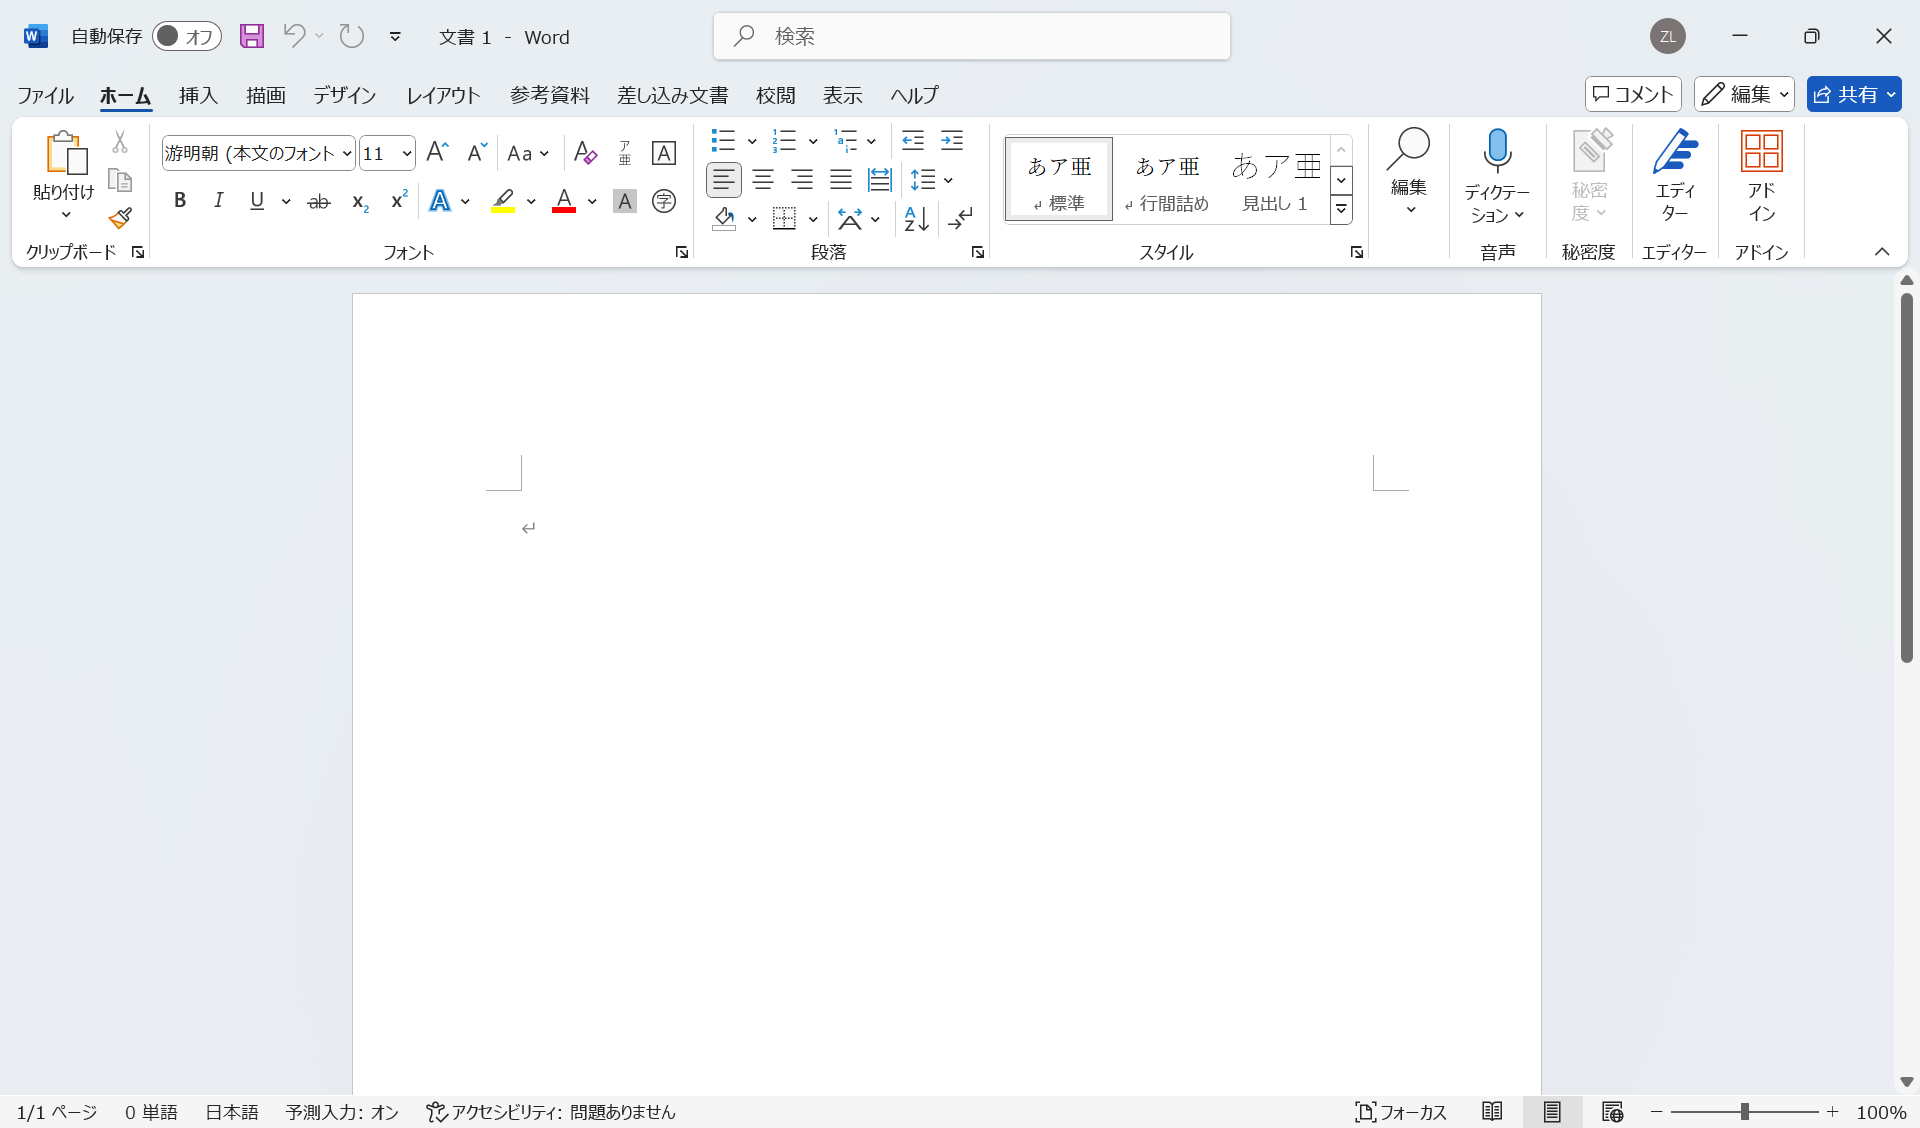 自動保存 オフ 文書 1 - Word 検索 ZL
ファイル ホーム 挿入 描画 デザイン レイアウト 参考資料 差し込み文書 校閲 表示 ヘルプ コメント 編集 共有
貼り付け
クリップボード
游明朝 (本文のフォント 11 Aa ア亜 A
B I U ab x₂ x² A A A 字
フォント
段落
あア亜 あア亜 あア亜
↲ 標準 ↲ 行間詰め 見出し 1
スタイル
編集
ディクテー
ション
音声
秘密
度
秘密度
エディ
ター
エディター
アド
イン
アドイン
1/1 ページ 0 単語 日本語 予測入力: オン アクセシビリティ: 問題ありません フォーカス 100%